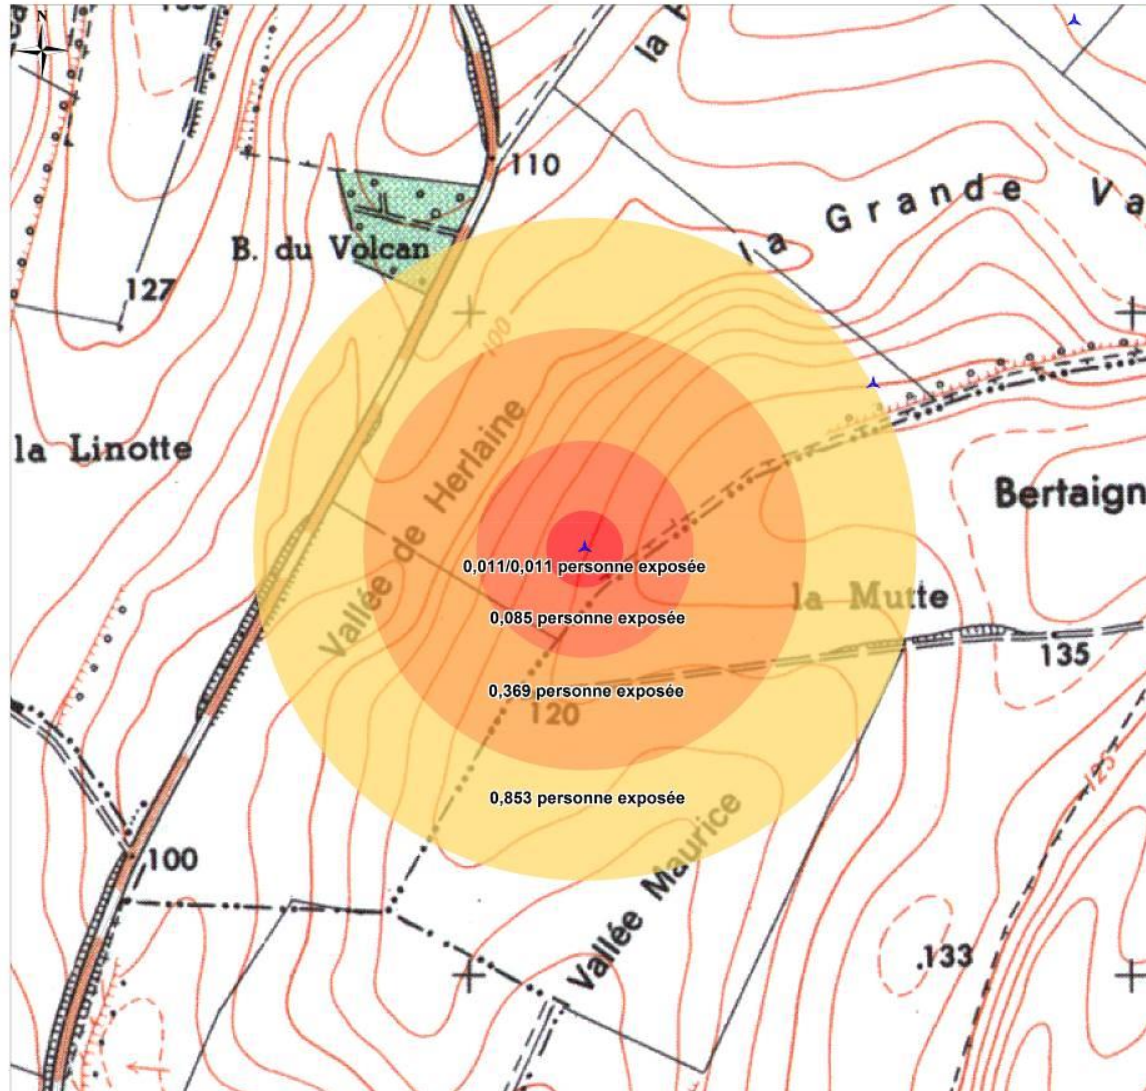 N
110
la Grande Va
B. du Volcan
127
100
la Linotte
Vallée de Herlaine
Bertaign
0,011/0,011 personne exposée
0,085 personne exposée
la Mutte
135
0,369 personne exposée
120
125
0,853 personne exposée
Vallée Maurice
100
.133